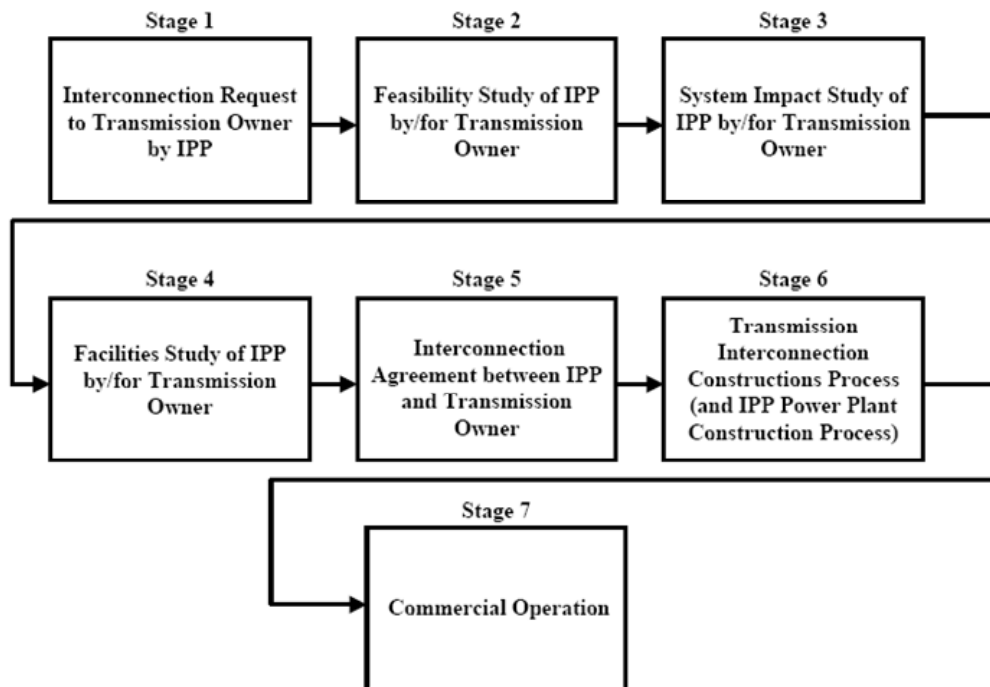 Stage 1
Interconnection Request
to Transmission Owner
by IPP
Stage 2
Feasibility Study of IPP
by/for Transmission
Owner
Stage 3
System Impact Study of
IPP by/for Transmission
Owner
Stage 4
Facilities Study of IPP
by/for Transmission
Owner
Stage 5
Interconnection
Agreement between IPP
and Transmission
Owner
Stage 6
Transmission
Interconnection
Constructions Process
(and IPP Power Plant
Construction Process)
Stage 7
Commercial Operation